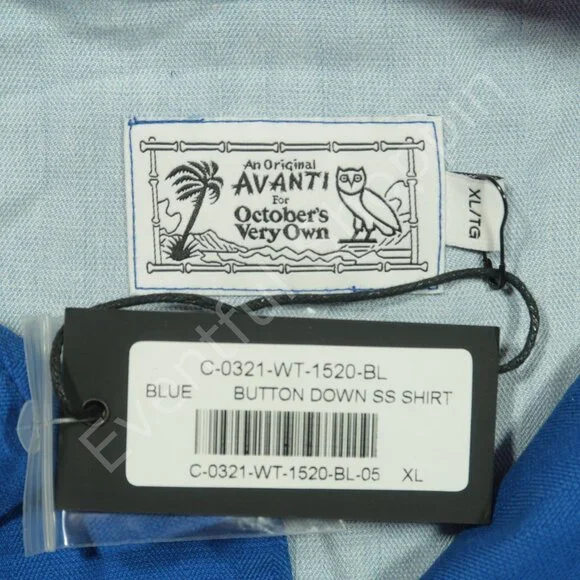 An Original
AVANTI
For
October's
Very Own
XL/TG
C-0321-WT-1520-BL
BLUE BUTTON DOWN SS SHIRT
C-0321-WT-1520-BL-05 XL